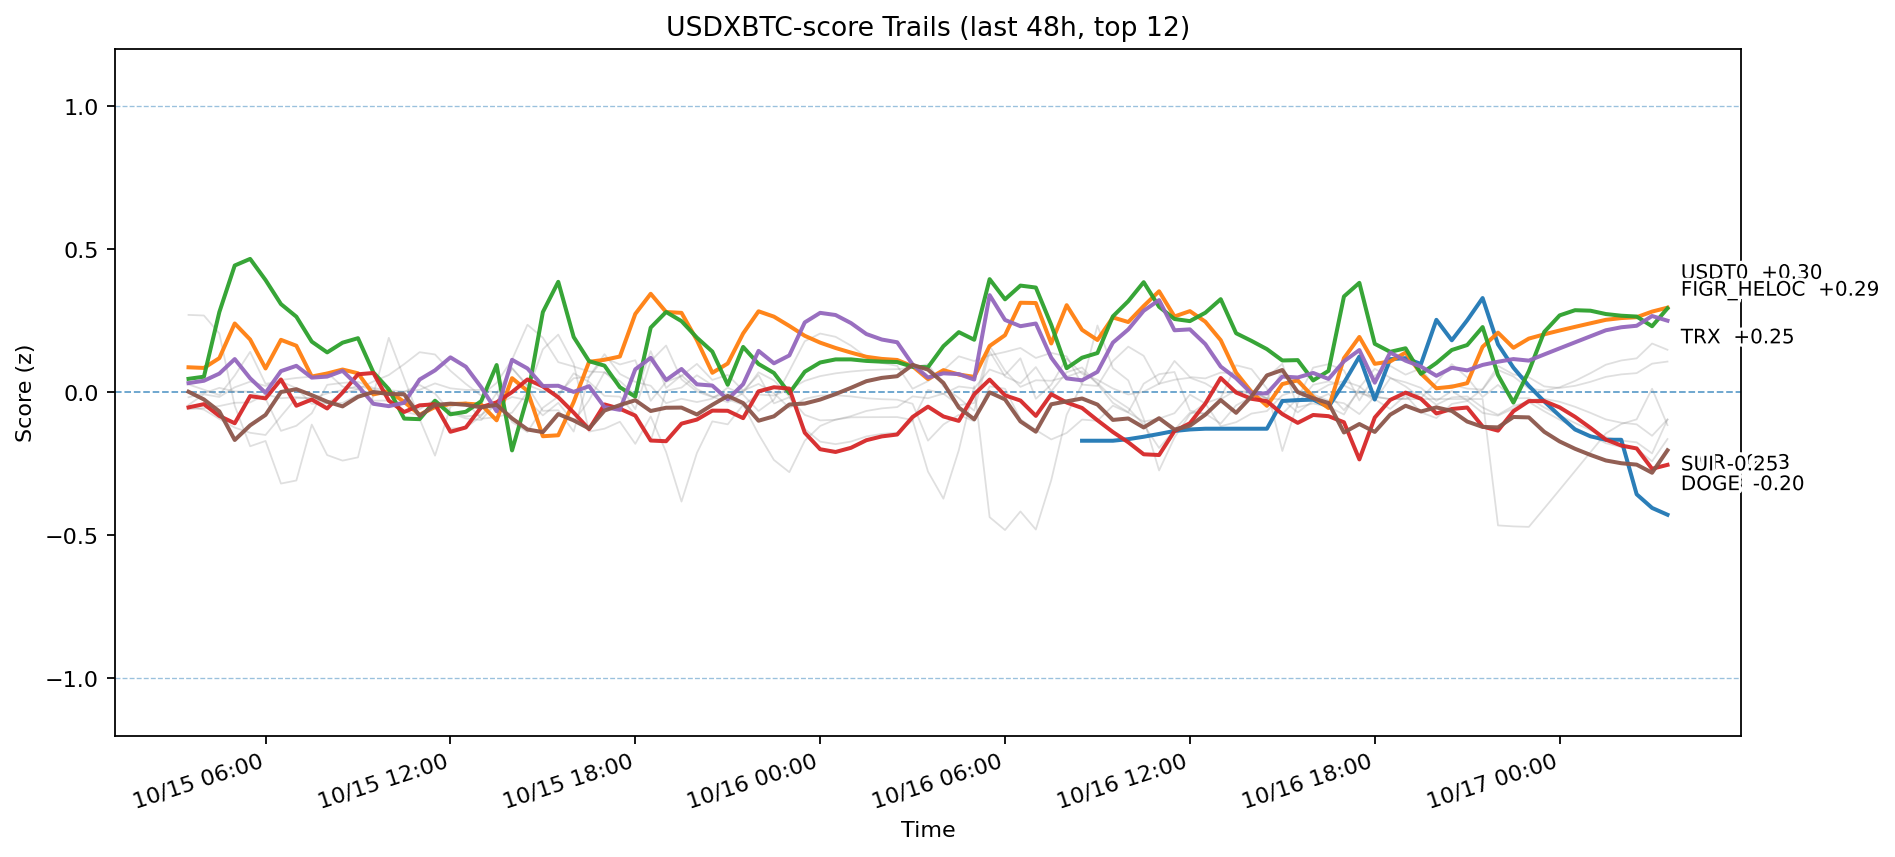 USDXBTC-score Trails (last 48h, top 12)
Score (z)
1.0
0.5
0.0
−0.5
−1.0
USDT0 +0.30
FIGR_HELOC +0.29
TRX +0.25
DOGE -0.20
10/15 06:00
10/15 12:00
10/15 18:00
10/16 00:00
10/16 06:00
10/16 12:00
10/16 18:00
10/17 00:00
Time